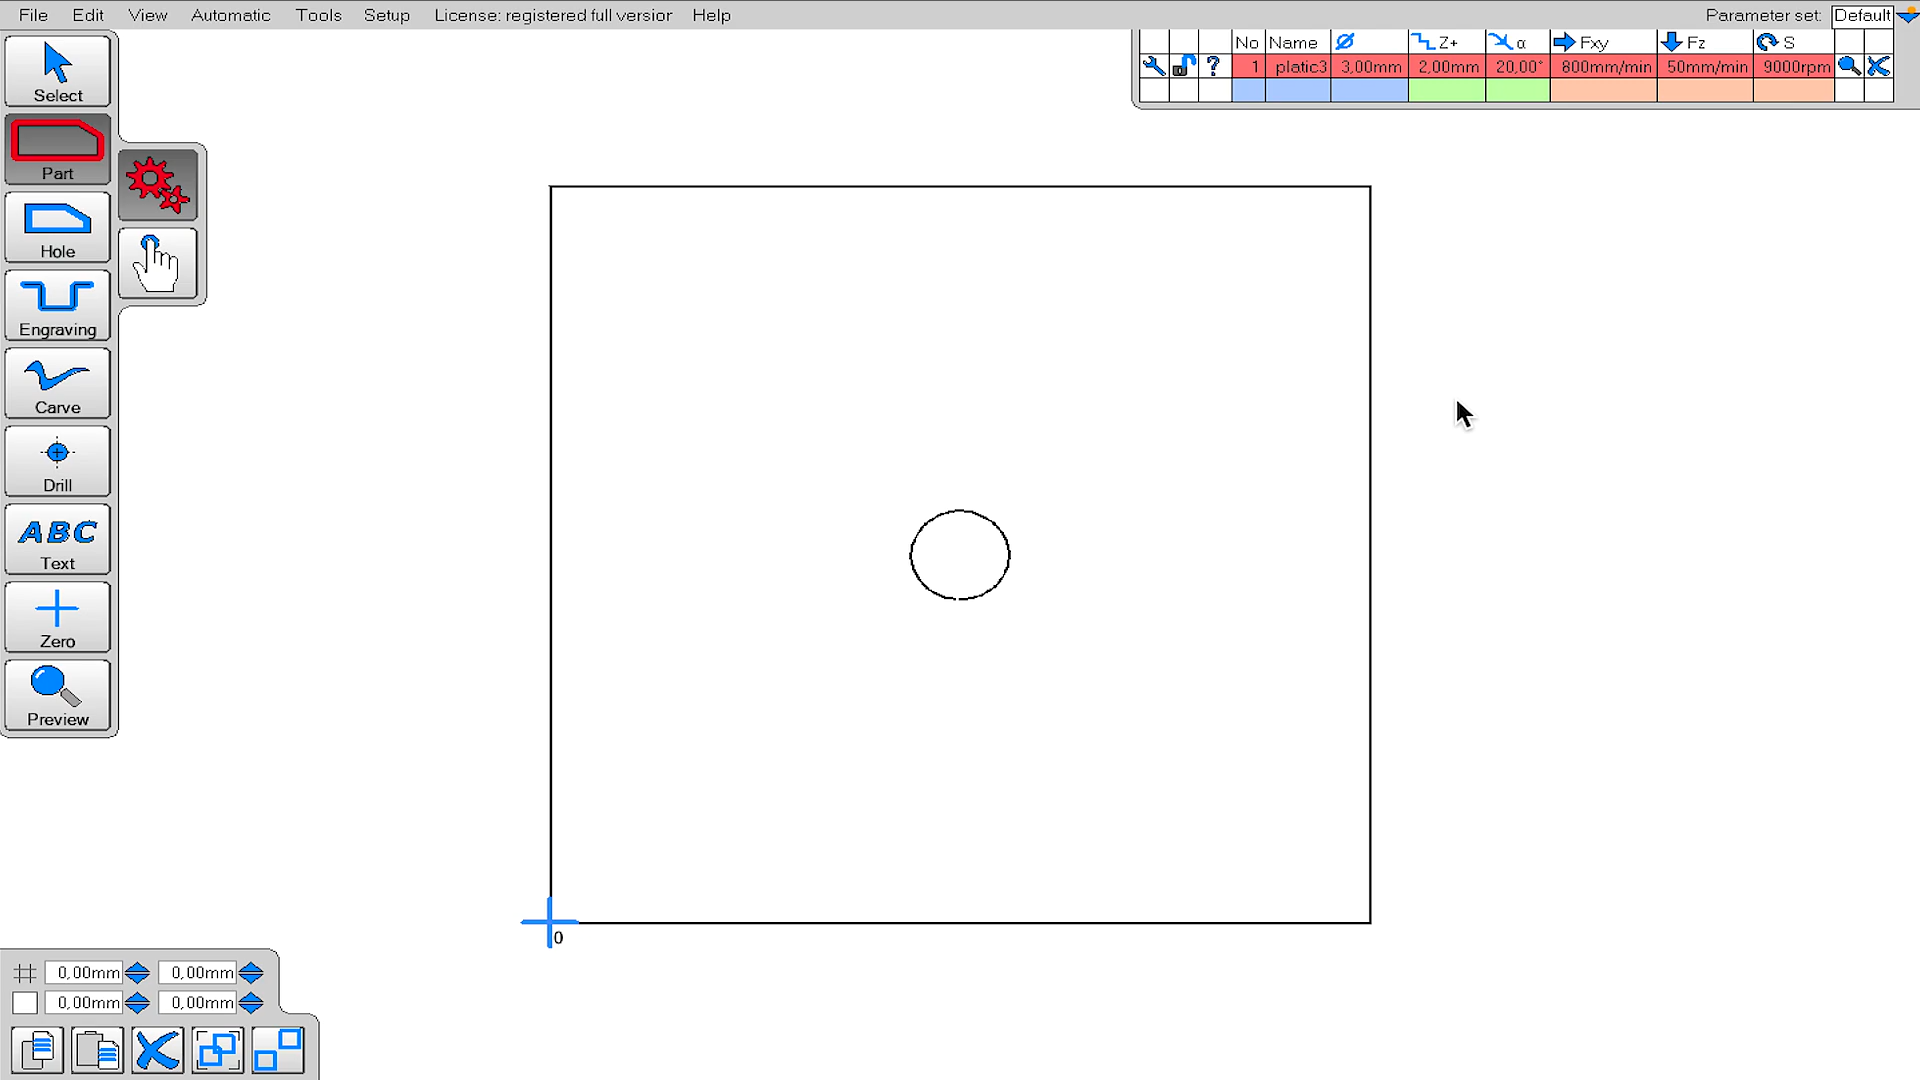 File Edit View Automatic Tools Setup License: registered full versior Help Parameter set: Default
No Name Z+ α Fxy Fz S
? 1 platic3 3,00mm 2,00mm 20,00° 800mm/min 50mm/min 9000rpm
Select
Part
Hole
Engraving
Carve
Drill
ABC
Text
Zero
Preview
0
0,00mm 0,00mm
0,00mm 0,00mm